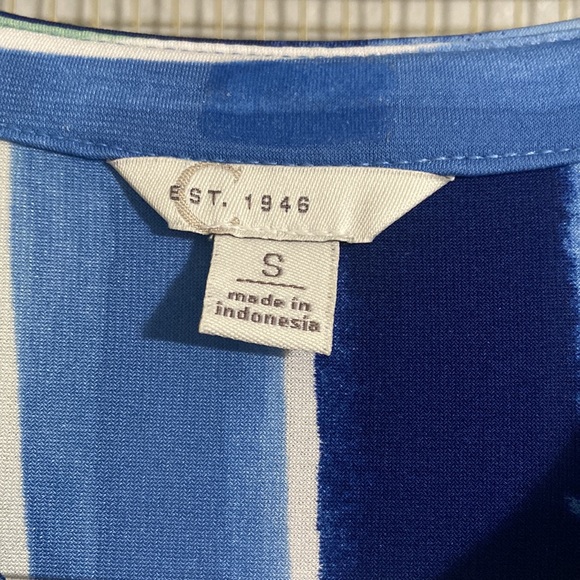 C
EST. 1946
S
made in
indonesia